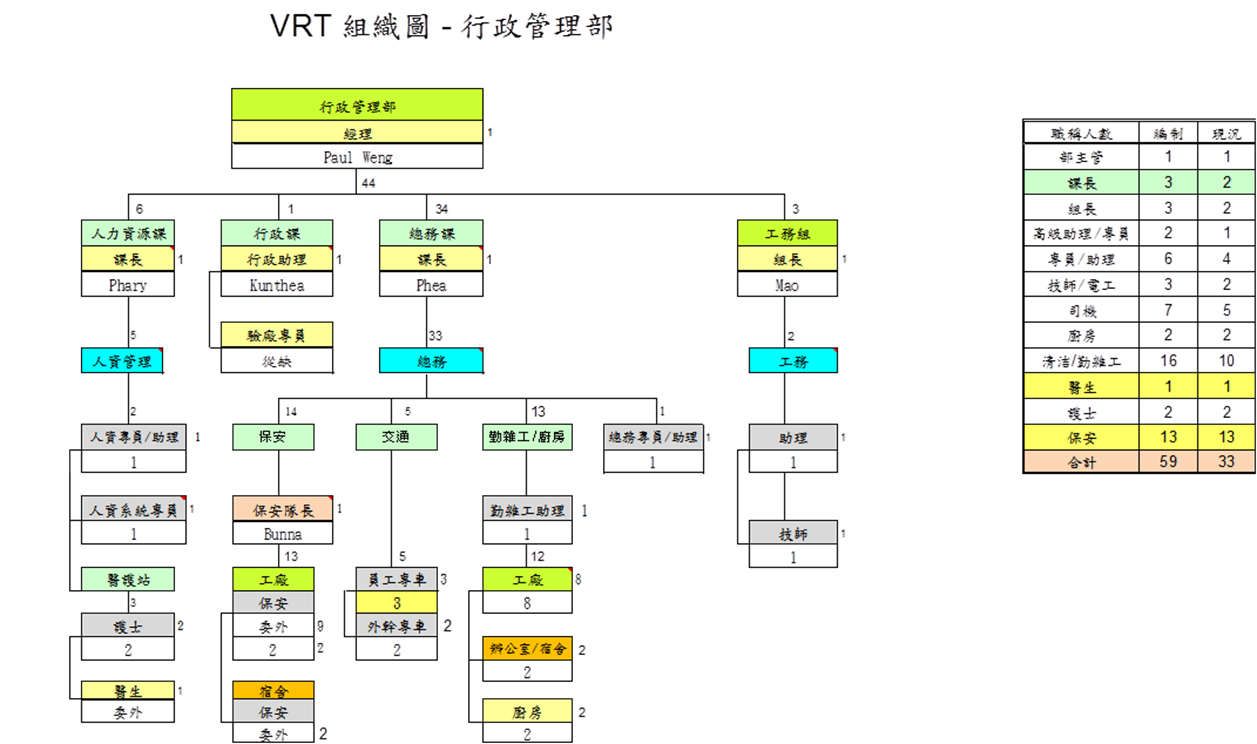 VRT 組織圖 - 行政管理部
行政管理部
經理 1
Paul Weng
44
6 1 34 3
人力資源課 行政課 總務課 工務組
課長 1 行政助理 1 課長 1 組長 1
Phary Kunthea Phea Mao
驗廠專員
從缺
5 33 2
人資管理 總務 工務
2 14 5 13 1
人資專員/助理 1 保安 交通 勤雜工/廚房 總務專員/助理 1 助理 1
1 1 1
人資系統專員 1 保安隊長 1 勤雜工助理 1 技師 1
1 Bunna 1 1
13 5 12
醫護站 工廠 員工專車 3 工廠 8
3 保安 3 8
護士 2 委外 9 外幹專車 2
2 2 2 2
辦公室/宿舍 2
2
醫生 1 宿舍 廚房 2
委外 保安 2
委外 2
職稱人數 編制 現況
部主管 1 1
課長 3 2
組長 3 2
高級助理/專員 2 1
專員/助理 6 4
技師/電工 3 2
司機 7 5
廚房 2 2
清洁/勤雜工 16 10
醫生 1 1
護士 2 2
保安 13 13
合計 59 33